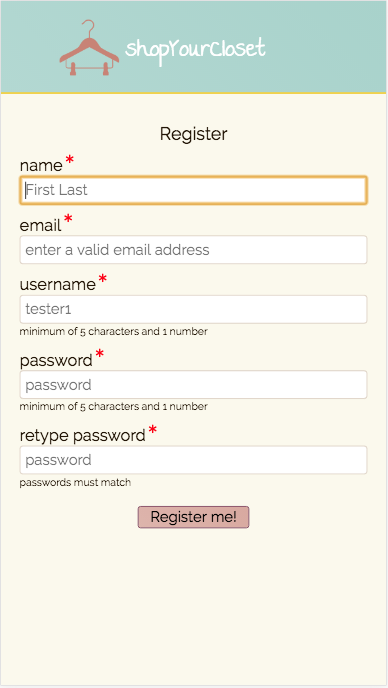 shopYourCloset
Register
name *
First Last
email *
enter a valid email address
username *
tester1
minimum of 5 characters and 1 number
password *
password
minimum of 5 characters and 1 number
retype password *
password
passwords must match
Register me!